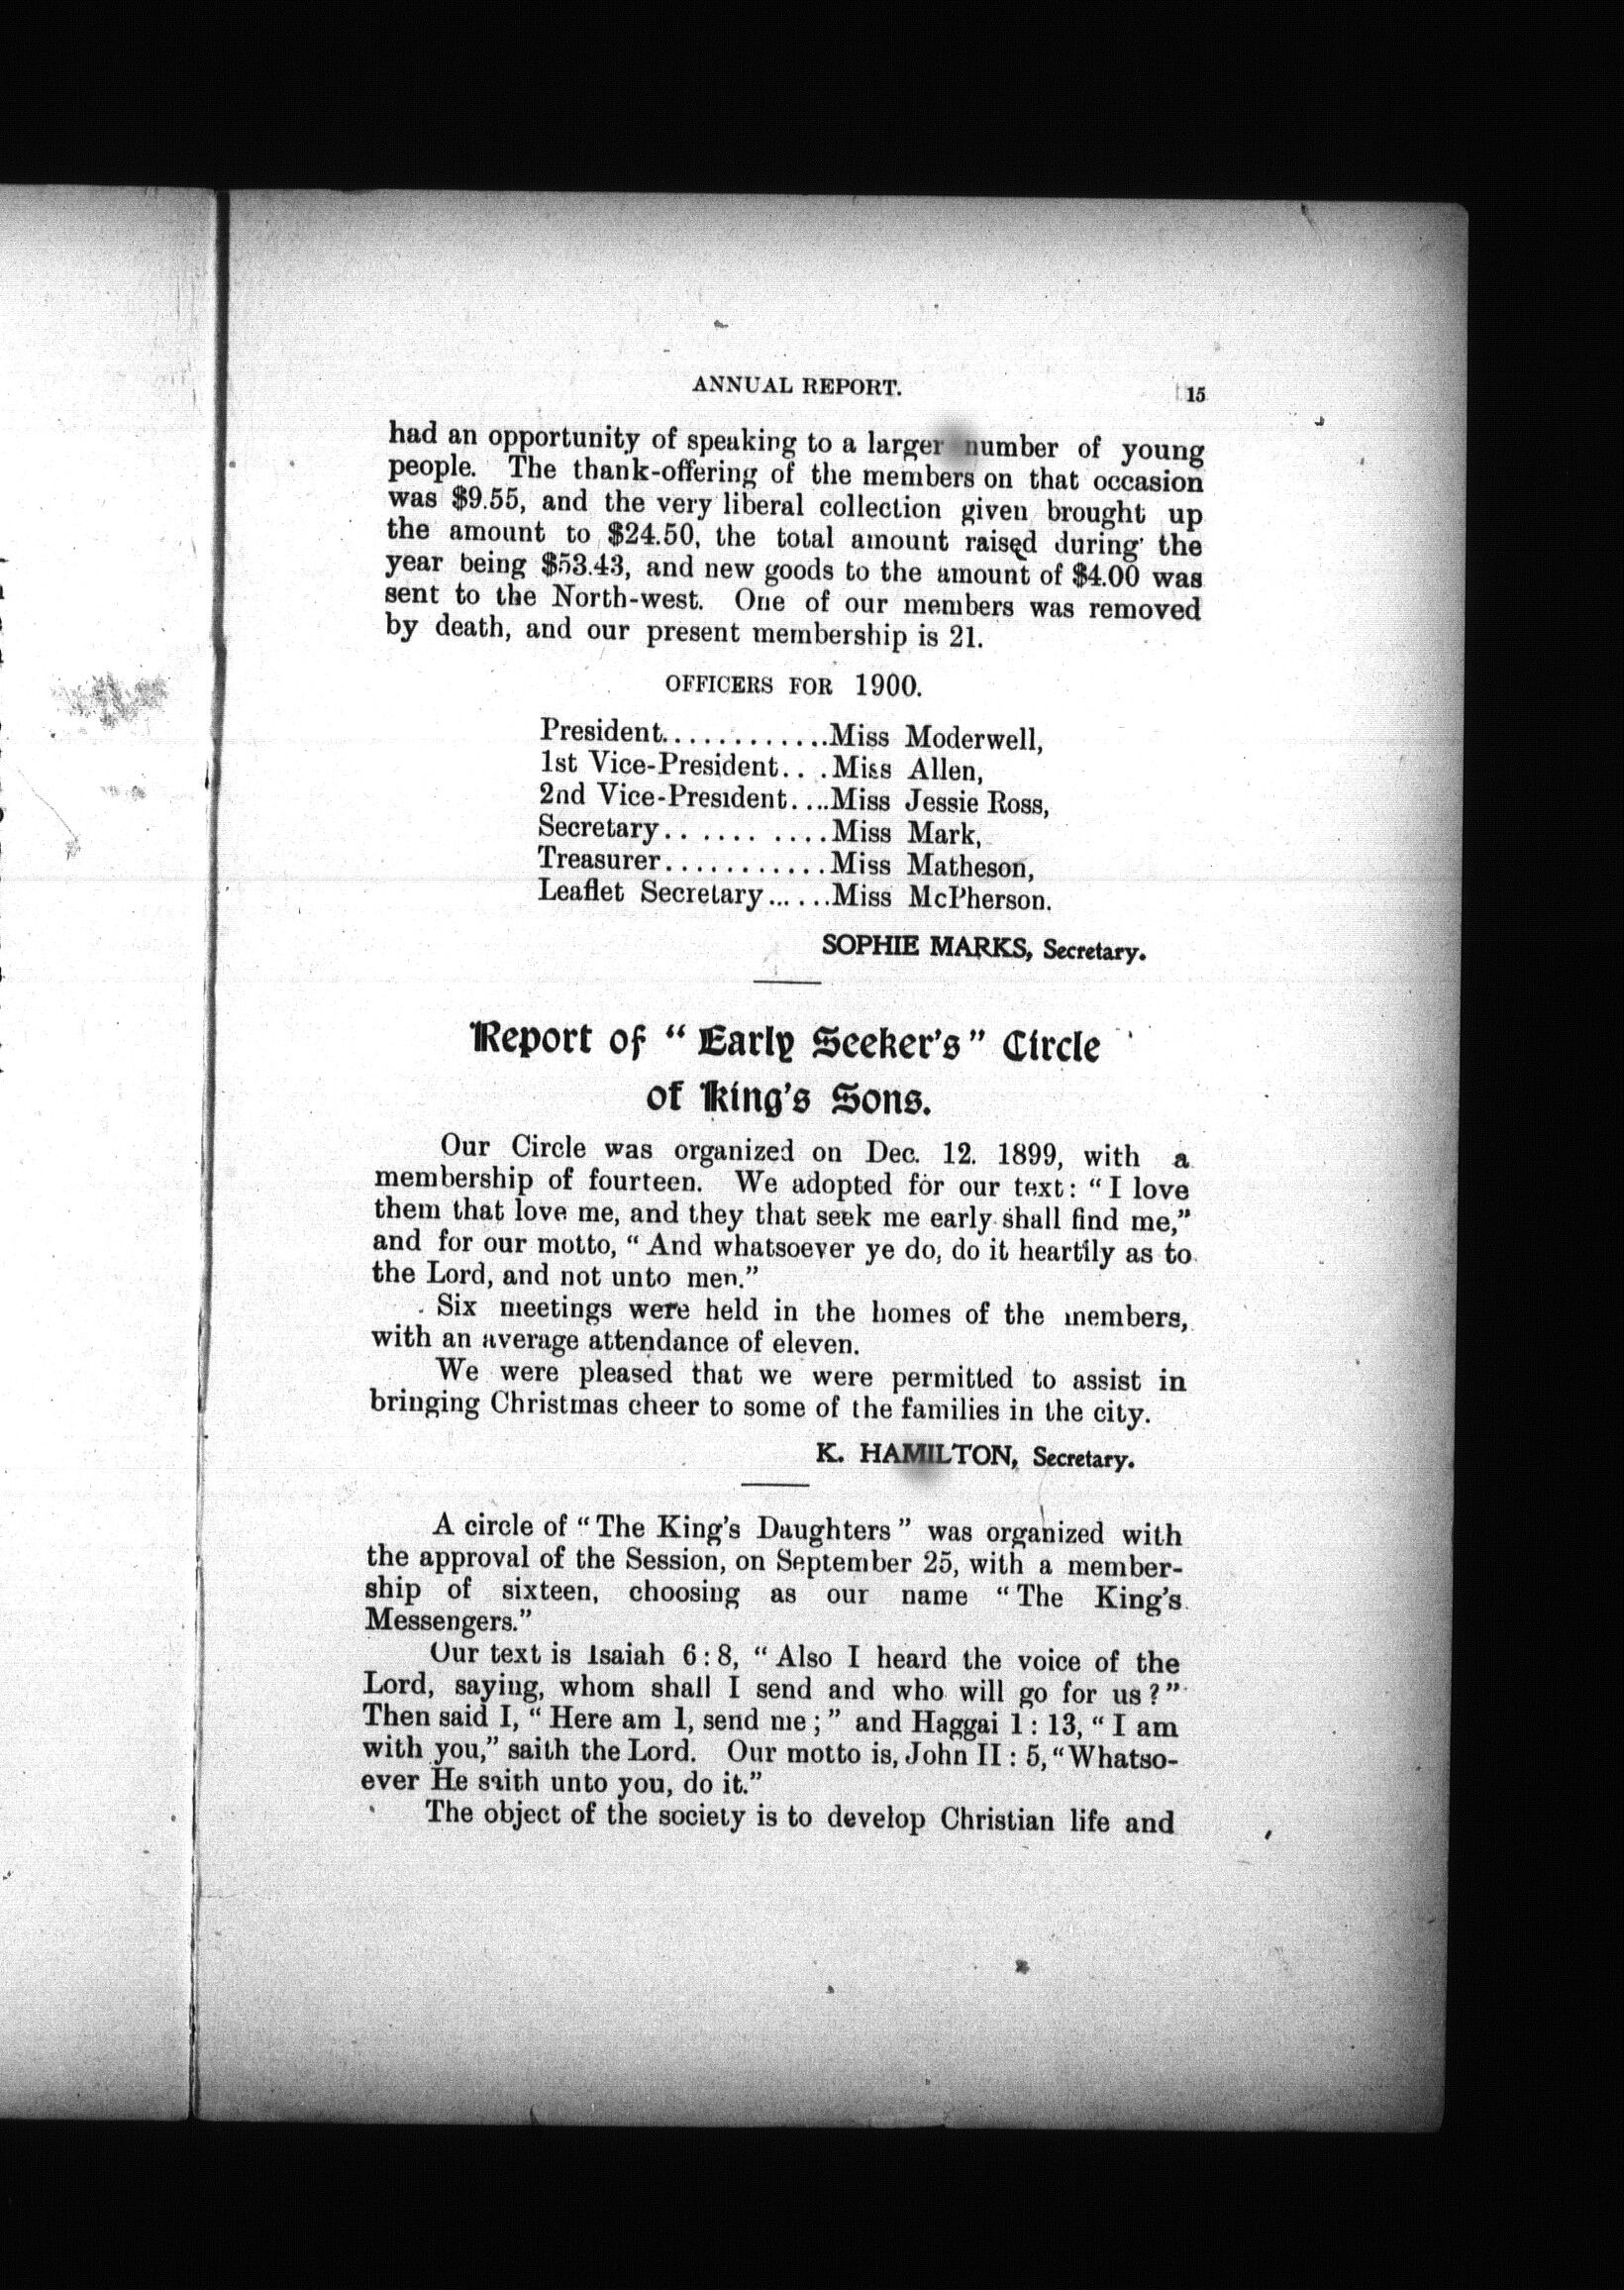 ANNUAL REPORT. 15
had an opportunity of speaking to a larger number of young
people. The thank-offering of the members on that occasion
was $9.55, and the very liberal collection given brought up
the amount to $24.50, the total amount raised during the
year being $53.43, and new goods to the amount of $4.00 was
sent to the North-west. One of our members was removed
by death, and our present membership is 21.
OFFICERS FOR 1900.
President............Miss Moderwell,
1st Vice-President....Miss Allen,
2nd Vice-President....Miss Jessie Ross,
Secretary............Miss Mark,
Treasurer............Miss Matheson,
Leaflet Secretary......Miss McPherson.
SOPHIE MARKS, Secretary.
Report of "Early Seeker's" Circle
of King's Sons.
Our Circle was organized on Dec. 12. 1899, with a
membership of fourteen. We adopted for our text: "I love
them that love me, and they that seek me early shall find me,"
and for our motto, "And whatsoever ye do, do it heartily as to
the Lord, and not unto men."
Six meetings were held in the homes of the members,
with an average attendance of eleven.
We were pleased that we were permitted to assist in
bringing Christmas cheer to some of the families in the city.
K. HAMILTON, Secretary.
A circle of "The King's Daughters" was organized with
the approval of the Session, on September 25, with a member-
ship of sixteen, choosing as our name "The King's
Messengers."
Our text is Isaiah 6:8, "Also I heard the voice of the
Lord, saying, whom shall I send and who will go for us?"
Then said I, "Here am I, send me;" and Haggai 1:13, "I am
with you," saith the Lord. Our motto is, John II:5, "Whatso-
ever He saith unto you, do it."
The object of the society is to develop Christian life and